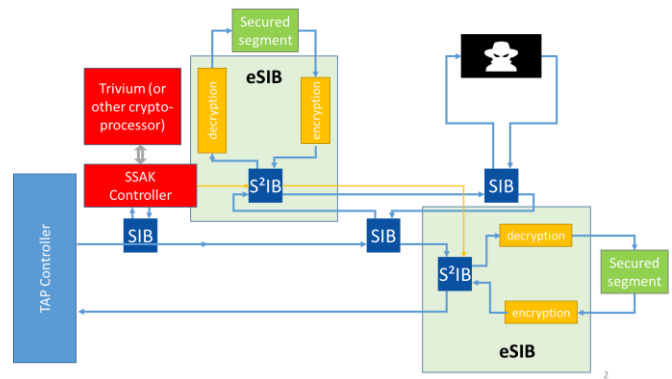 Secured
segment
eSIB
Trivium (or
other crypto-
processor)
decryption
encryption
SSAK
Controller
S²IB
SIB
TAP Controller
SIB
SIB
decryption
S²IB
Secured
segment
encryption
eSIB
2